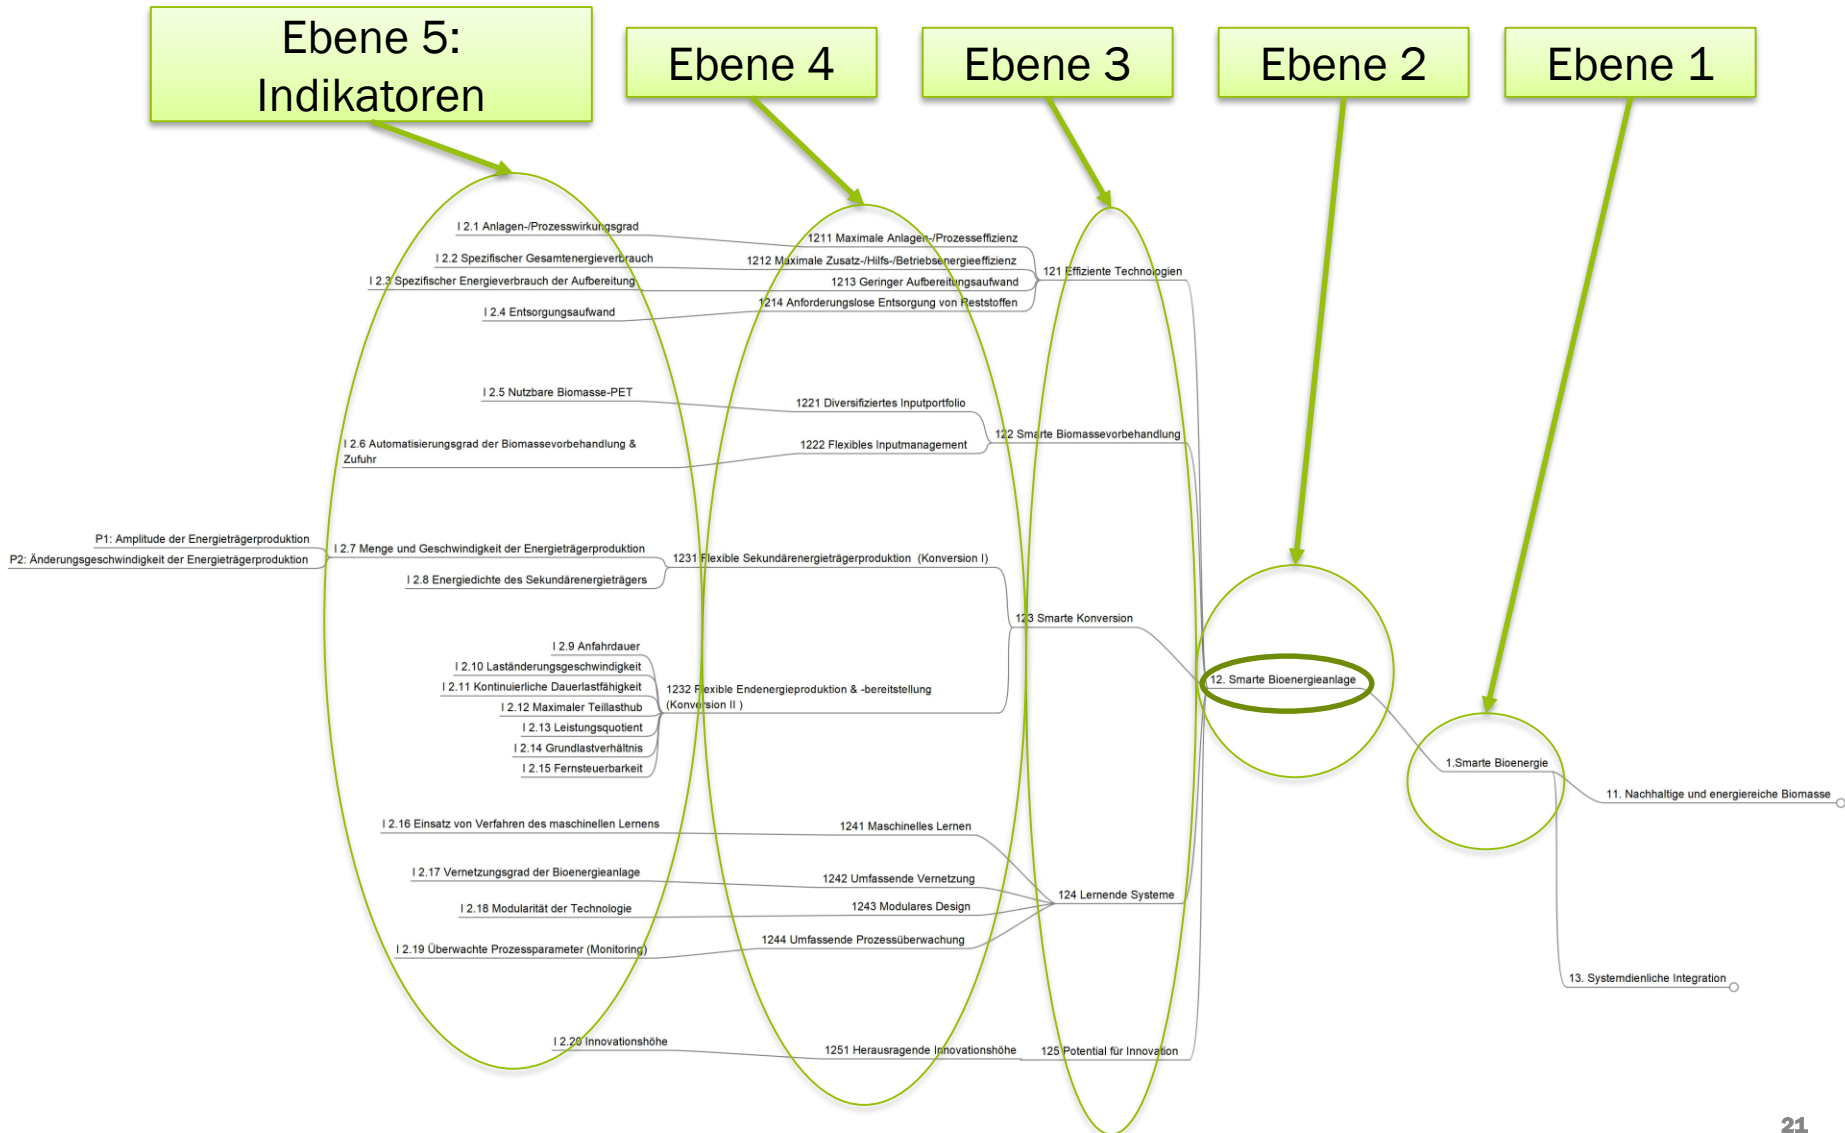 Ebene 5:
Indikatoren
Ebene 4
Ebene 3
Ebene 2
Ebene 1
I 2.1 Anlagen-/Prozesswirkungsgrad
1211 Maximale Anlagen-/Prozesseffizienz
I 2.2 Spezifischer Gesamtenergieverbrauch
1212 Maximale Zusatz-/Hilfs-/Betriebsenergieeffizienz
121 Effiziente Technologien
I 2.3 Spezifischer Energieverbrauch der Aufbereitung
1213 Geringer Aufbereitungsaufwand
1214 Anforderungslose Entsorgung von Reststoffen
I 2.4 Entsorgungsaufwand
I 2.5 Nutzbare Biomasse-PET
1221 Diversifiziertes Inputportfolio
122 Smarte Biomassevorbehandlung
I 2.6 Automatisierungsgrad der Biomassevorbehandlung &
Zufuhr
1222 Flexibles Inputmanagement
P1: Amplitude der Energieträgerproduktion
P2: Änderungsgeschwindigkeit der Energieträgerproduktion
I 2.7 Menge und Geschwindigkeit der Energieträgerproduktion
1231 Flexible Sekundärenergieträgerproduktion (Konversion I)
I 2.8 Energiedichte des Sekundärenergieträgers
123 Smarte Konversion
I 2.9 Anfahrdauer
I 2.10 Laständerungsgeschwindigkeit
I 2.11 Kontinuierliche Dauerlastfähigkeit
1232 Flexible Endenergieproduktion & -bereitstellung
(Konversion II )
I 2.12 Maximaler Teillasthub
I 2.13 Leistungsquotient
I 2.14 Grundlastverhältnis
I 2.15 Fernsteuerbarkeit
12. Smarte Bioenergieanlage
1.Smarte Bioenergie
11. Nachhaltige und energiereiche Biomasse
I 2.16 Einsatz von Verfahren des maschinellen Lernens
1241 Maschinelles Lernen
I 2.17 Vernetzungsgrad der Bioenergieanlage
1242 Umfassende Vernetzung
124 Lernende Systeme
I 2.18 Modularität der Technologie
1243 Modulares Design
I 2.19 Überwachte Prozessparameter (Monitoring)
1244 Umfassende Prozessüberwachung
13. Systemdienliche Integration
I 2.20 Innovationshöhe
1251 Herausragende Innovationshöhe
125 Potential für Innovation
21